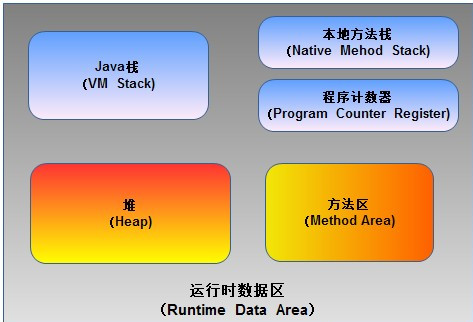 Java栈
(VM Stack)
本地方法栈
(Native Mehod Stack)
程序计数器
(Program Counter Register)
堆
(Heap)
方法区
(Method Area)
运行时数据区
(Runtime Data Area)